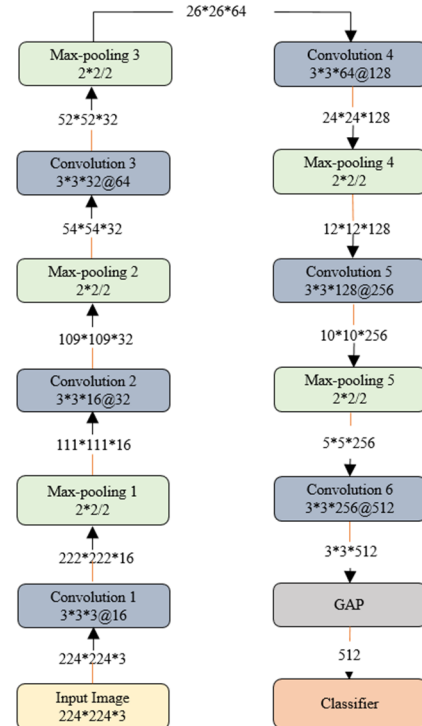 26*26*64
Max-pooling 3
2*2/2
52*52*32
Convolution 3
3*3*32@64
54*54*32
Max-pooling 2
2*2/2
109*109*32
Convolution 2
3*3*16@32
111*111*16
Max-pooling 1
2*2/2
222*222*16
Convolution 1
3*3*3@16
224*224*3
Input Image
224*224*3
Convolution 4
3*3*64@128
24*24*128
Max-pooling 4
2*2/2
12*12*128
Convolution 5
3*3*128@256
10*10*256
Max-pooling 5
2*2/2
5*5*256
Convolution 6
3*3*256@512
3*3*512
GAP
512
Classifier